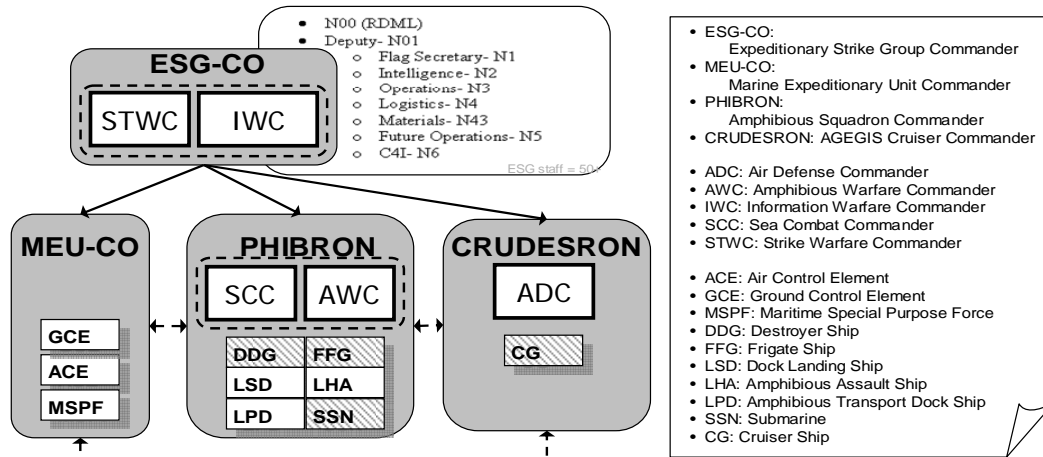 • N00 (RDML)
• Deputy- N01
o Flag Secretary- N1
o Intelligence- N2
o Operations- N3
o Logistics- N4
o Materials- N43
o Future Operations- N5
o C4I- N6
ESG staff = 50+
ESG-CO
STWC IWC
MEU-CO
GCE
ACE
MSPF
PHIBRON
SCC AWC
DDG FFG
LSD LHA
LPD SSN
CRUDESRON
ADC
CG
• ESG-CO:
Expeditionary Strike Group Commander
• MEU-CO:
Marine Expeditionary Unit Commander
• PHIBRON:
Amphibious Squadron Commander
• CRUDESRON: AGEGIS Cruiser Commander
• ADC: Air Defense Commander
• AWC: Amphibious Warfare Commander
• IWC: Information Warfare Commander
• SCC: Sea Combat Commander
• STWC: Strike Warfare Commander
• ACE: Air Control Element
• GCE: Ground Control Element
• MSPF: Maritime Special Purpose Force
• DDG: Destroyer Ship
• FFG: Frigate Ship
• LSD: Dock Landing Ship
• LHA: Amphibious Assault Ship
• LPD: Amphibious Transport Dock Ship
• SSN: Submarine
• CG: Cruiser Ship